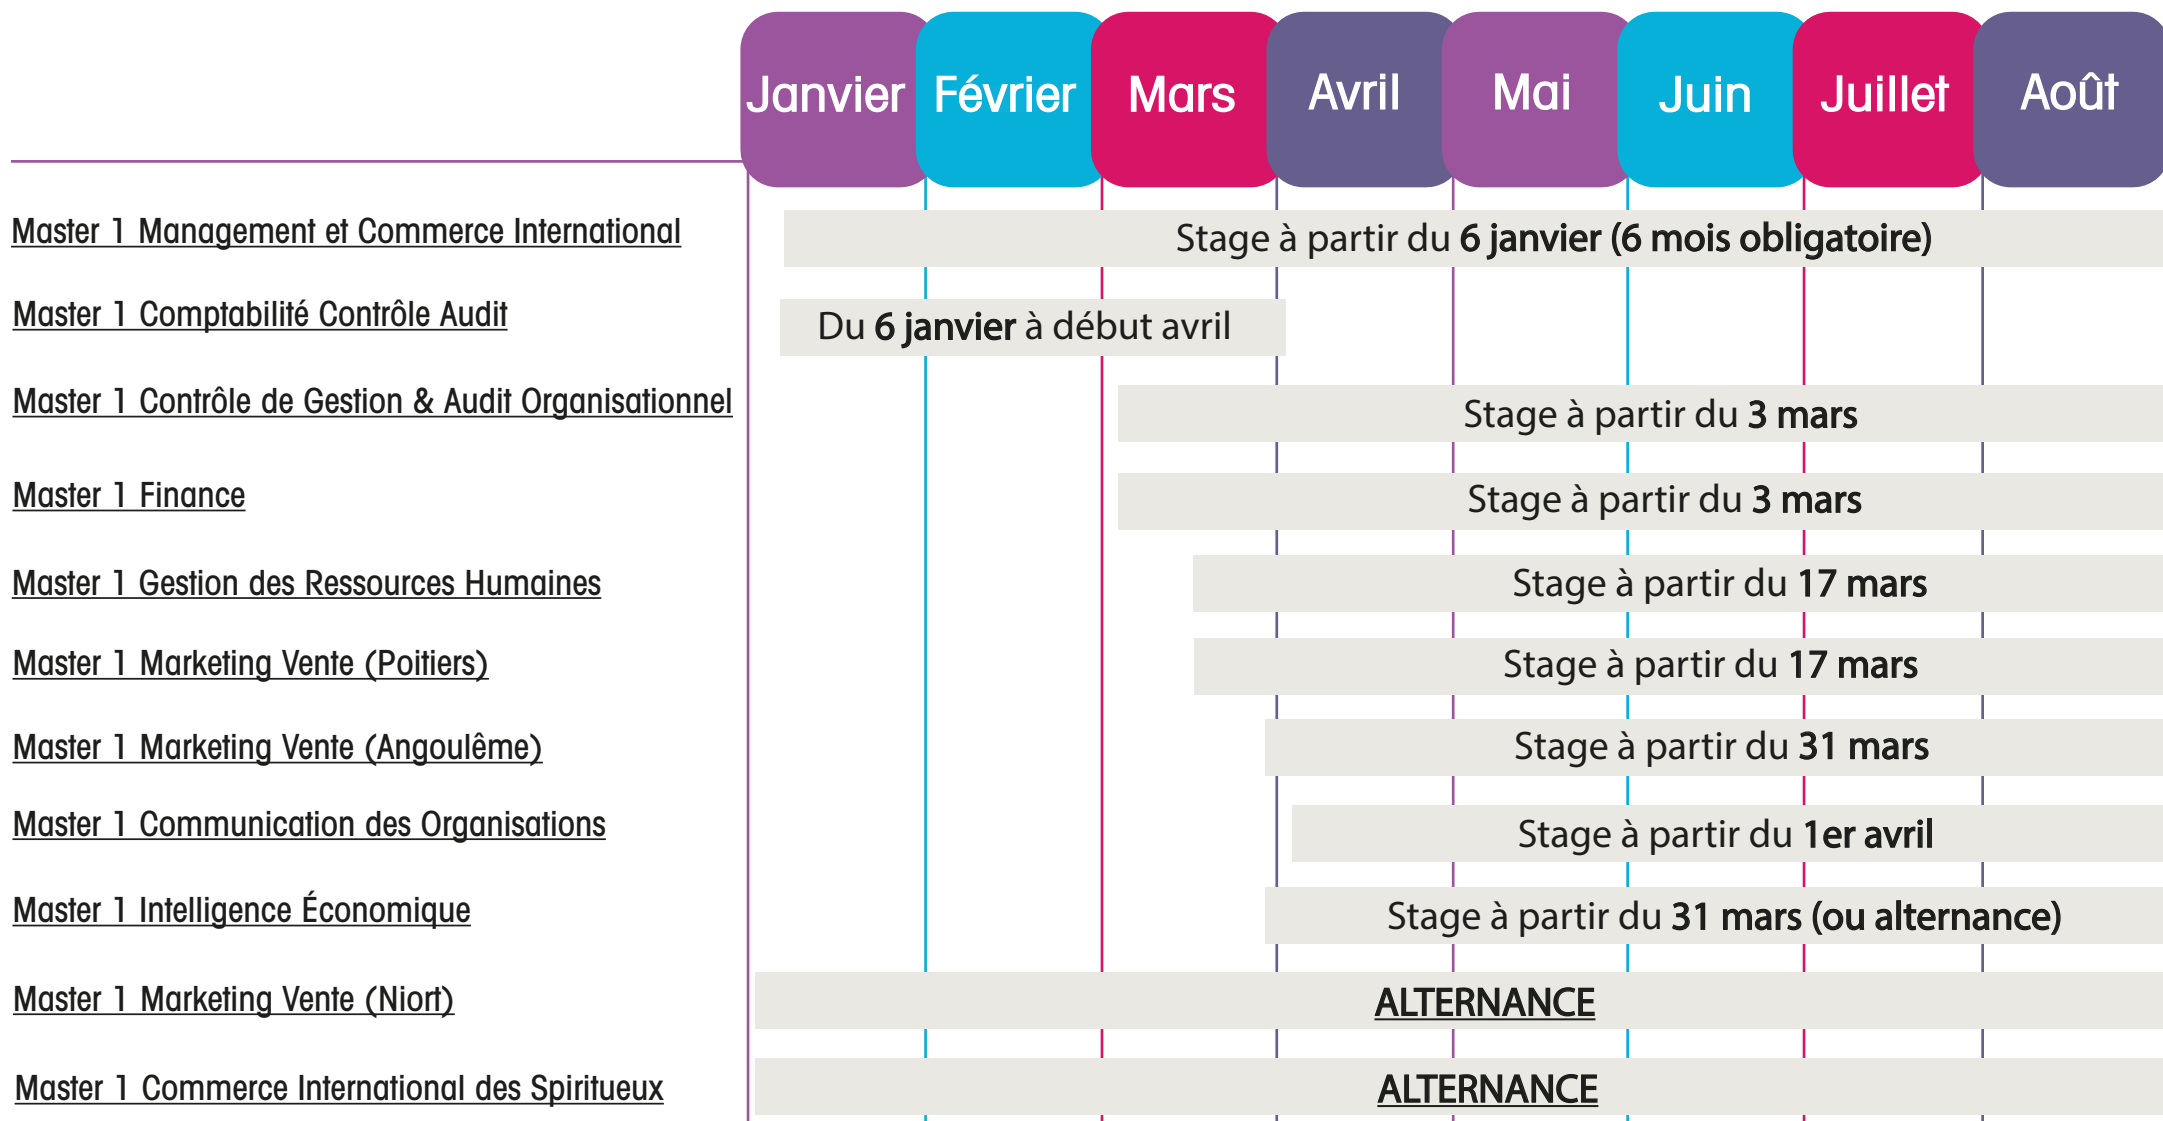 Janvier Février Mars Avril Mai Juin Juillet Août
Master 1 Management et Commerce International Stage à partir du 6 janvier (6 mois obligatoire)
Master 1 Comptabilité Contrôle Audit Du 6 janvier à début avril
Master 1 Contrôle de Gestion & Audit Organisationnel Stage à partir du 3 mars
Master 1 Finance Stage à partir du 3 mars
Master 1 Gestion des Ressources Humaines Stage à partir du 17 mars
Master 1 Marketing Vente (Poitiers) Stage à partir du 17 mars
Master 1 Marketing Vente (Angoulême) Stage à partir du 31 mars
Master 1 Communication des Organisations Stage à partir du 1er avril
Master 1 Intelligence Économique Stage à partir du 31 mars (ou alternance)
Master 1 Marketing Vente (Niort) ALTERNANCE
Master 1 Commerce International des Spiritueux ALTERNANCE